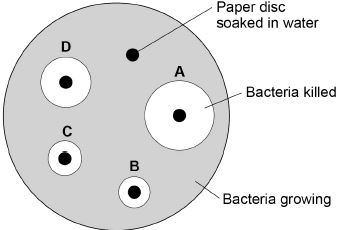 Paper disc
soaked in water
D
A
Bacteria killed
C
B
Bacteria growing